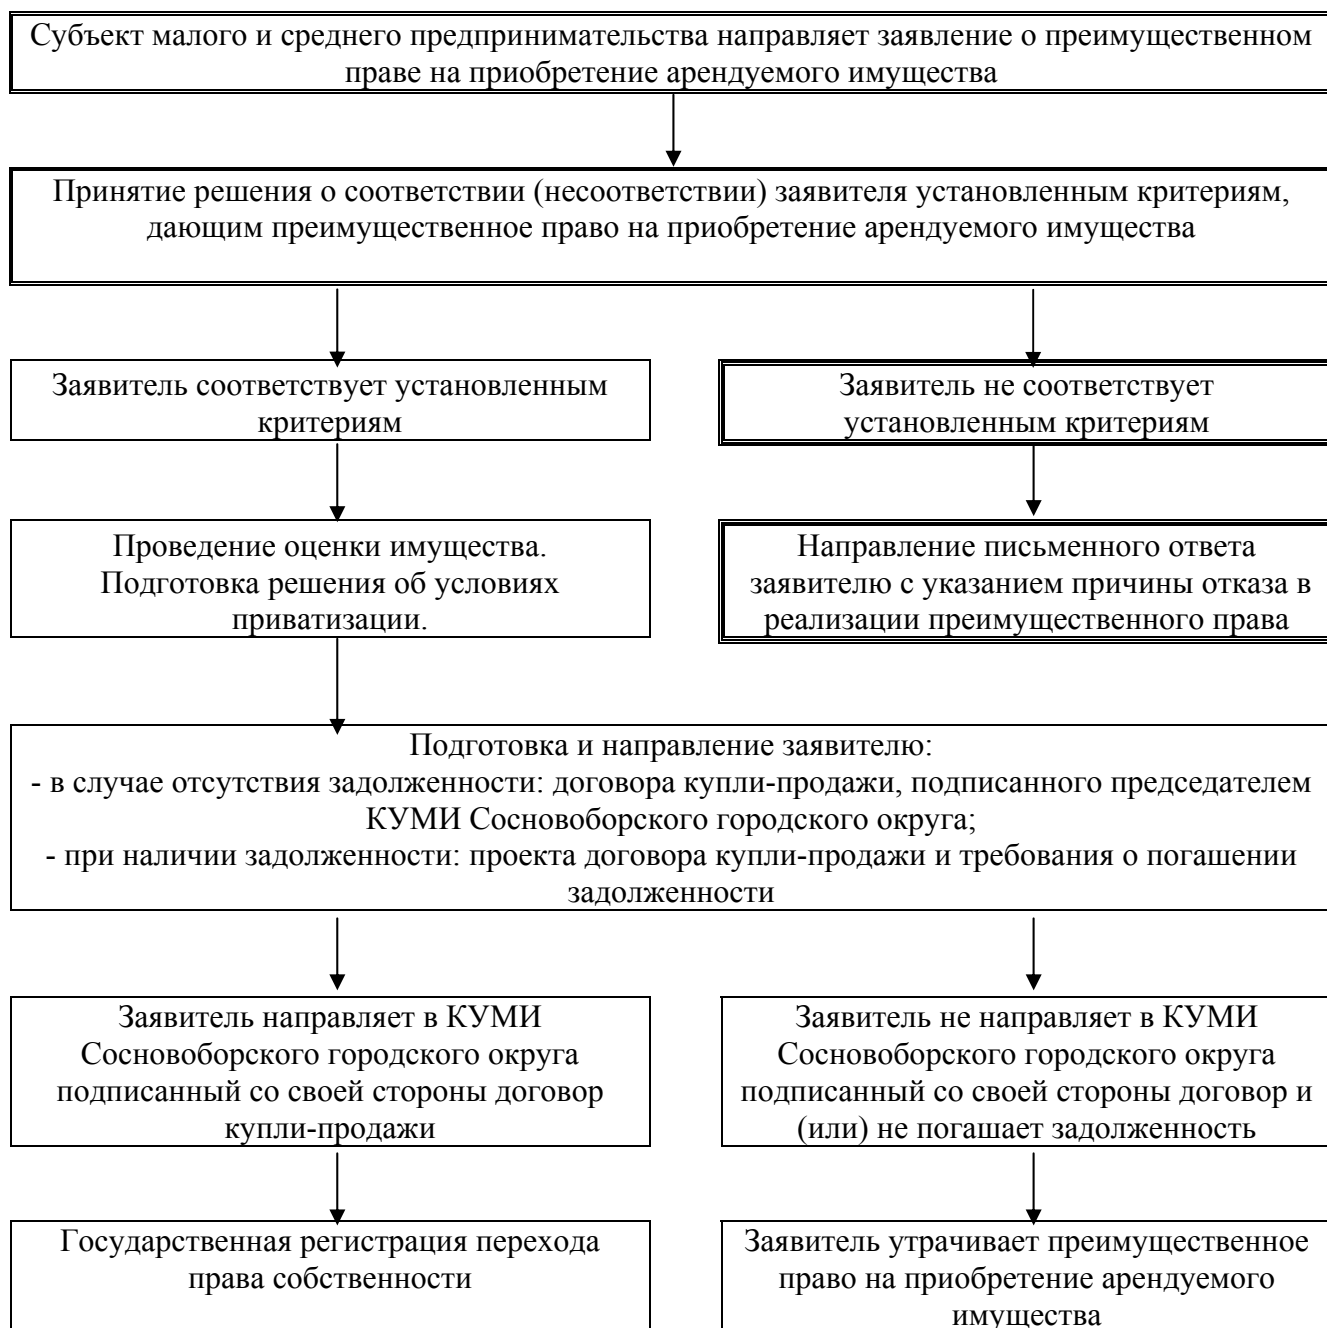 Субъект малого и среднего предпринимательства направляет заявление о преимущественном
праве на приобретение арендуемого имущества
Принятие решения о соответствии (несоответствии) заявителя установленным критериям,
дающим преимущественное право на приобретение арендуемого имущества
Заявитель соответствует установленным
критериям
Заявитель не соответствует
установленным критериям
Проведение оценки имущества.
Подготовка решения об условиях
приватизации.
Направление письменного ответа
заявителю с указанием причины отказа в
реализации преимущественного права
Подготовка и направление заявителю:
- в случае отсутствия задолженности: договора купли-продажи, подписанного председателем
КУМИ Сосновоборского городского округа;
- при наличии задолженности: проекта договора купли-продажи и требования о погашении
задолженности
Заявитель направляет в КУМИ
Сосновоборского городского округа
подписанный со своей стороны договор
купли-продажи
Заявитель не направляет в КУМИ
Сосновоборского городского округа
подписанный со своей стороны договор и
(или) не погашает задолженность
Государственная регистрация перехода
права собственности
Заявитель утрачивает преимущественное
право на приобретение арендуемого
имущества